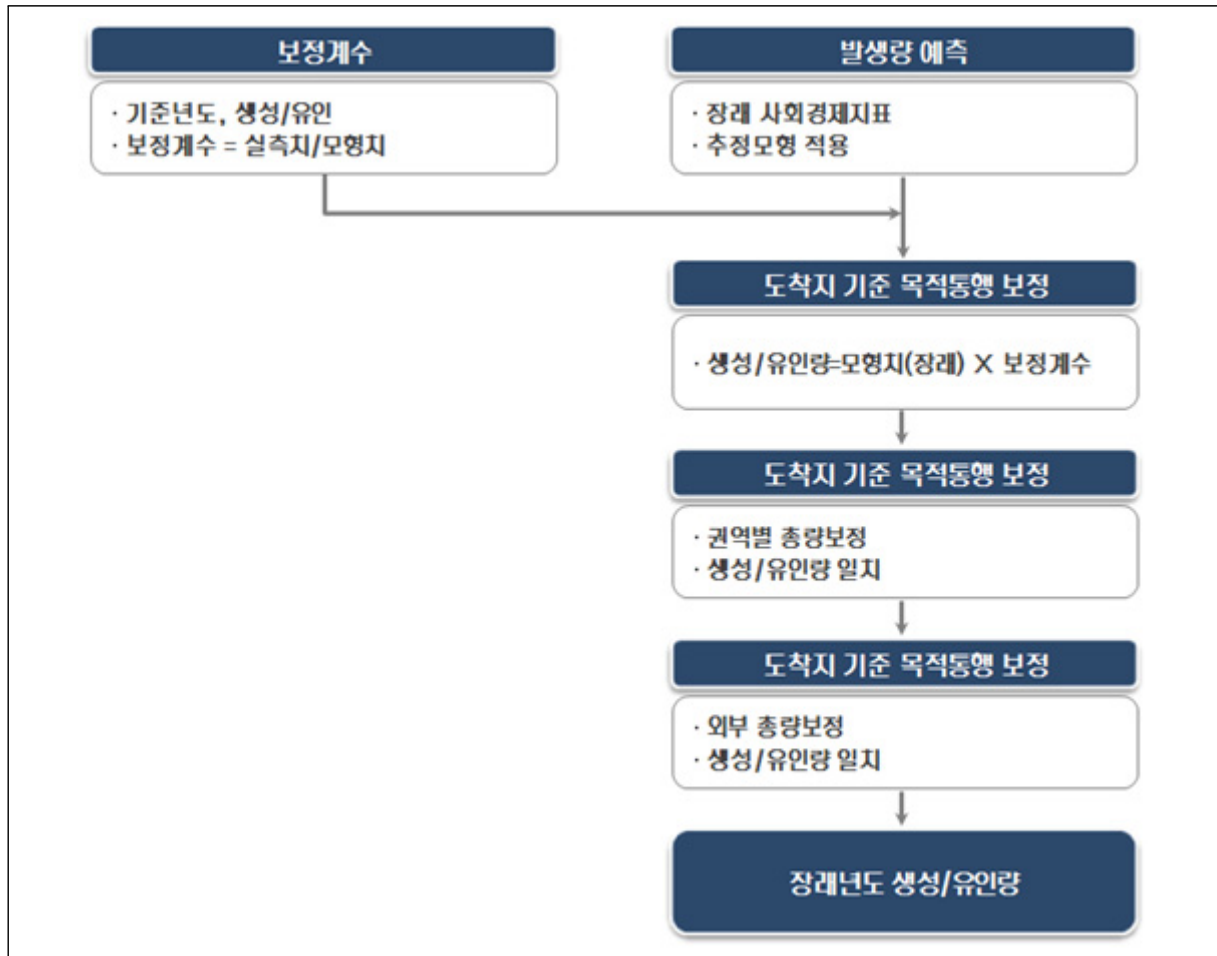 보정계수
· 기준년도, 생성/유인
· 보정계수 = 실측치/모형치
발생량 예측
· 장래 사회경제지표
· 추정모형 적용
도착지 기준 목적통행 보정
· 생성/유인량=모형치(장래) X 보정계수
도착지 기준 목적통행 보정
· 권역별 총량보정
· 생성/유인량 일치
도착지 기준 목적통행 보정
· 외부 총량보정
· 생성/유인량 일치
장래년도 생성/유인량